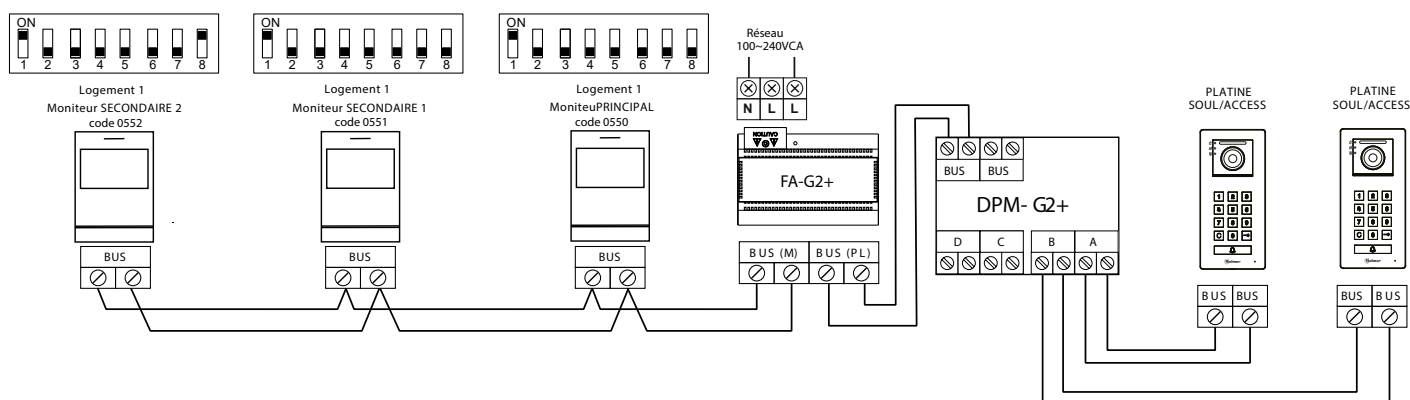 ON
1 2 3 4 5 6 7 8
Logement 1
Moniteur SECONDAIRE 2
code 0552
BUS
ON
1 2 3 4 5 6 7 8
Logement 1
Moniteur SECONDAIRE 1
code 0551
BUS
ON
1 2 3 4 5 6 7 8
Logement 1
MoniteuPRINCIPAL
code 0550
BUS
Réseau
100~240VCA
N L L
CAUTION
FA-G2+
BUS (M) BUS (PL)
BUS BUS
DPM- G2+
D C B A
PLATINE
SOUL/ACCESS
BUS BUS
PLATINE
SOUL/ACCESS
BUS BUS